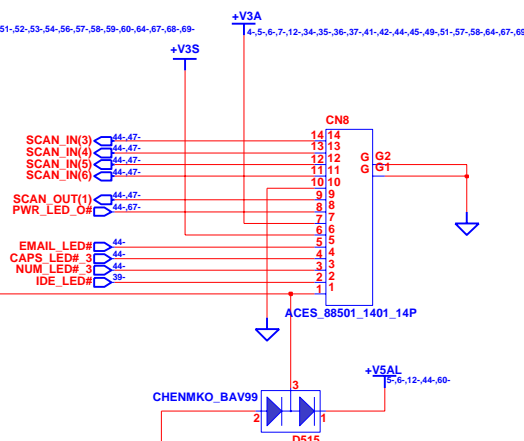 +V3A
51-,52-,53-,54-,56-,57-,58-,59-,60-,64-,67-,68-,69-
4-,5-,6-,7-,12-,34-,35-,36-,37-,41-,42-,44-,45-,49-,51-,57-,58-,64-,67-,69
+V3S
CN8
SCAN_IN(3) 44-,47- 14 14
SCAN_IN(4) 44-,47- 13 13
SCAN_IN(5) 44-,47- 12 12 G G2
SCAN_IN(6) 44-,47- 11 11 G G1
10 10
SCAN_OUT(1) 44-,47- 9 9
PWR_LED_O# 44-,67- 8 8
7 7
6 6
EMAIL_LED# 44- 5 5
CAPS_LED#_3 44- 4 4
NUM_LED#_3 44- 3 3
IDE_LED# 39- 2 2
1 1
ACES_88501_1401_14P
+V5AL
5-,6-,12-,44-,60-
3
CHENMKO_BAV99
2 1
D515